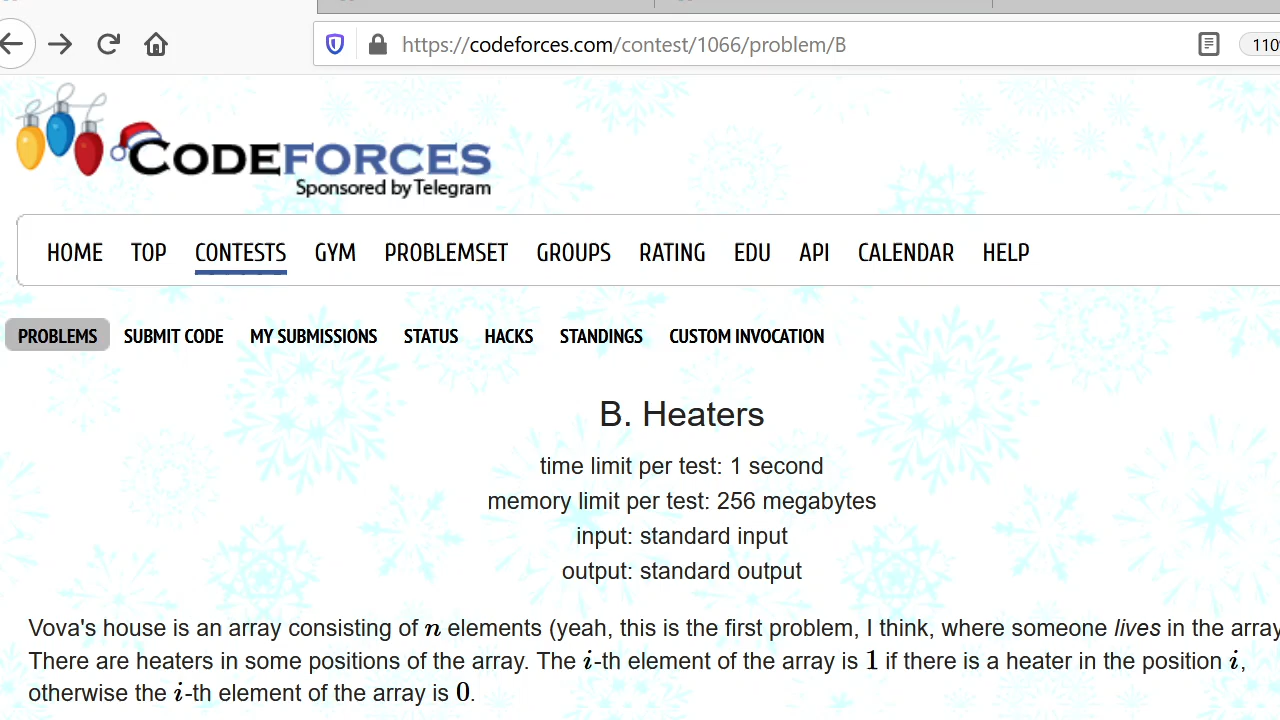 https://codeforces.com/contest/1066/problem/B
110
CODEFORCES
Sponsored by Telegram
HOME TOP CONTESTS GYM PROBLEMSET GROUPS RATING EDU API CALENDAR HELP
PROBLEMS SUBMIT CODE MY SUBMISSIONS STATUS HACKS STANDINGS CUSTOM INVOCATION
B. Heaters
time limit per test: 1 second
memory limit per test: 256 megabytes
input: standard input
output: standard output
Vova's house is an array consisting of n elements (yeah, this is the first problem, I think, where someone lives in the array
There are heaters in some positions of the array. The i-th element of the array is 1 if there is a heater in the position i,
otherwise the i-th element of the array is 0.